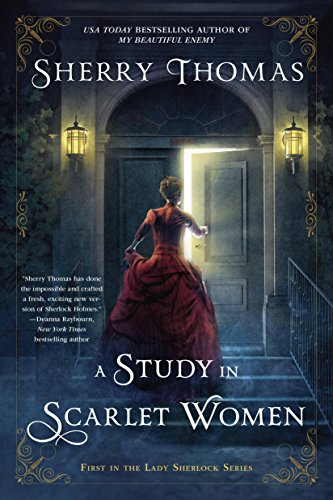 USA TODAY BESTSELLING AUTHOR OF
MY BEAUTIFUL ENEMY
SHERRY THOMAS
"Sherry Thomas has done
the impossible and crafted
a fresh, exciting new ver-
sion of Sherlock Holmes."
—Deanna Raybourn,
New York Times
bestselling author
A STUDY IN
SCARLET WOMEN
FIRST IN THE LADY SHERLOCK SERIES